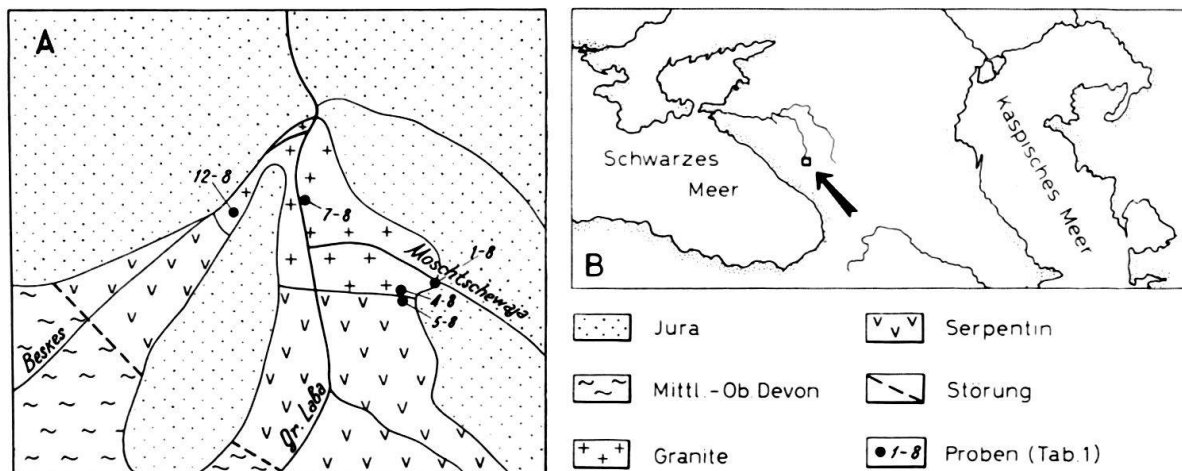 A
12-8
7-8
Moschtschewaja
1-8
4-8
5-8
Beskes
gr. Laba
Schwarzes
Meer
Kaspisches Meer
B
Jura
Serpentin
Mittl.-Ob. Devon
Störung
Granite
1-8 Proben (Tab.1)